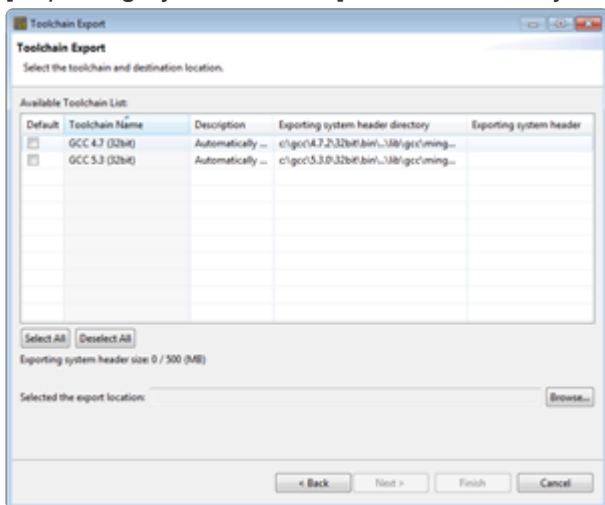 Toolchain Export
Toolchain Export
Select the toolchain and destination location.
Available Toolchain List:
Default Toolchain Name Description Exporting system header directory Exporting system header
GCC 4.7 (32bit) Automatically ... c:\gcc\4.7.2\32bit\bin\..\lib\gcc\ming...
GCC 5.3 (32bit) Automatically ... c:\gcc\5.3.0\32bit\bin\..\lib\gcc\ming...
Select All Deselect All
Exporting system header size: 0 / 500 (MB)
Selected the export location: Browse...
< Back Next > Finish Cancel